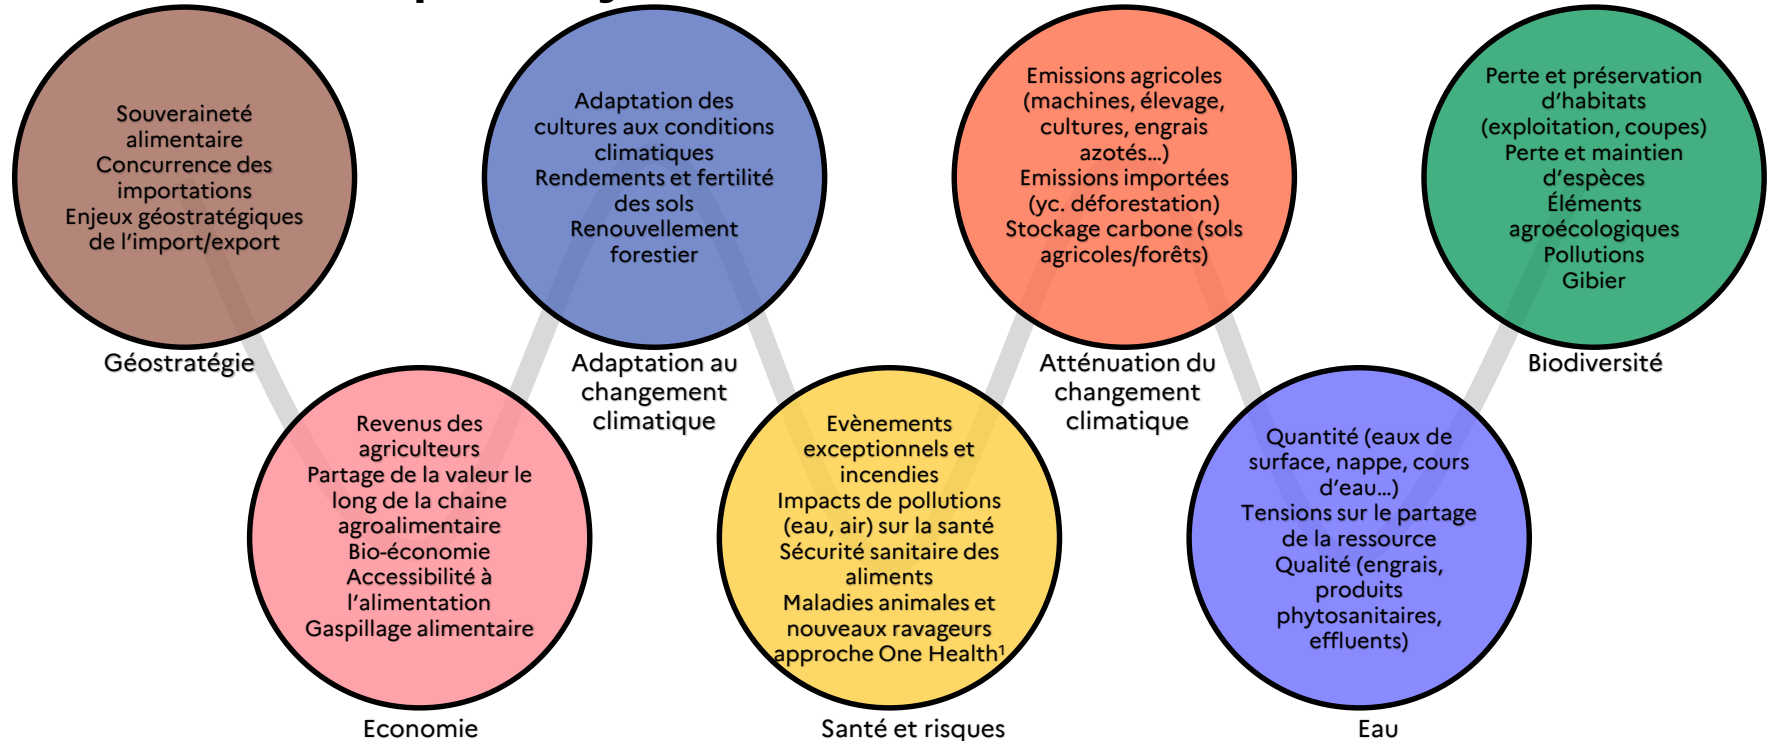 Souveraineté
alimentaire
Concurrence des
importations
Enjeux géostratégiques
de l'import/export
Géostratégie
Revenus des
agriculteurs
Partage de la valeur le
long de la chaine
agroalimentaire
Bio-économie
Accessibilité à
l'alimentation
Gaspillage alimentaire
Economie
Adaptation des
cultures aux conditions
climatiques
Rendements et fertilité
des sols
Renouvellement
forestier
Adaptation au
changement
climatique
Evènements
exceptionnels et
incendies
Impacts de pollutions
(eau, air) sur la santé
Sécurité sanitaire des
aliments
Maladies animales et
nouveaux ravageurs
approche One Health¹
Santé et risques
Emissions agricoles
(machines, élevage,
cultures, engrais
azotés…)
Emissions importées
(yc. déforestation)
Stockage carbone (sols
agricoles/forêts)
Atténuation du
changement
climatique
Quantité (eaux de
surface, nappe, cours
d'eau…)
Tensions sur le partage
de la ressource
Qualité (engrais,
produits
phytosanitaires,
effluents)
Eau
Perte et préservation
d'habitats
(exploitation, coupes)
Perte et maintien
d'espèces
Éléments
agroécologiques
Pollutions
Gibier
Biodiversité